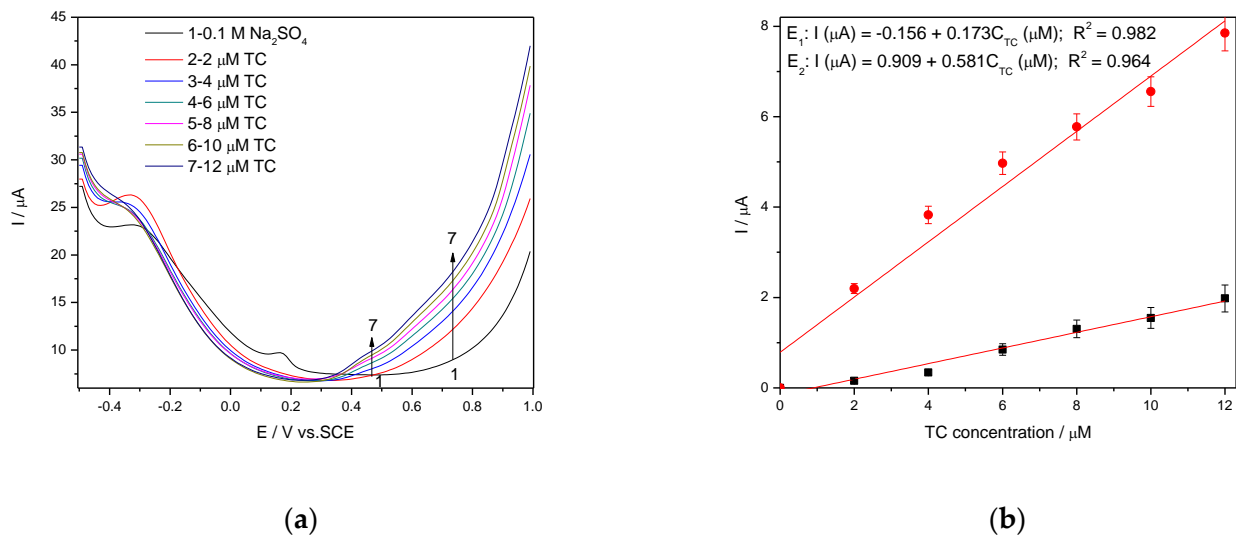 1-0.1 M Na₂SO₄
2-2 μM TC
3-4 μM TC
4-6 μM TC
5-8 μM TC
6-10 μM TC
7-12 μM TC
45
40
35
30
25
20
15
10
I / μA
7
7
1
1
-0.4
-0.2
0.0
0.2
0.4
0.6
0.8
1.0
E / V vs.SCE
(a)
E₁: I (μA) = -0.156 + 0.173C_TC (μM); R² = 0.982
E₂: I (μA) = 0.909 + 0.581C_TC (μM); R² = 0.964
8
6
4
2
0
I / μA
0
2
4
6
8
10
12
TC concentration / μM
(b)